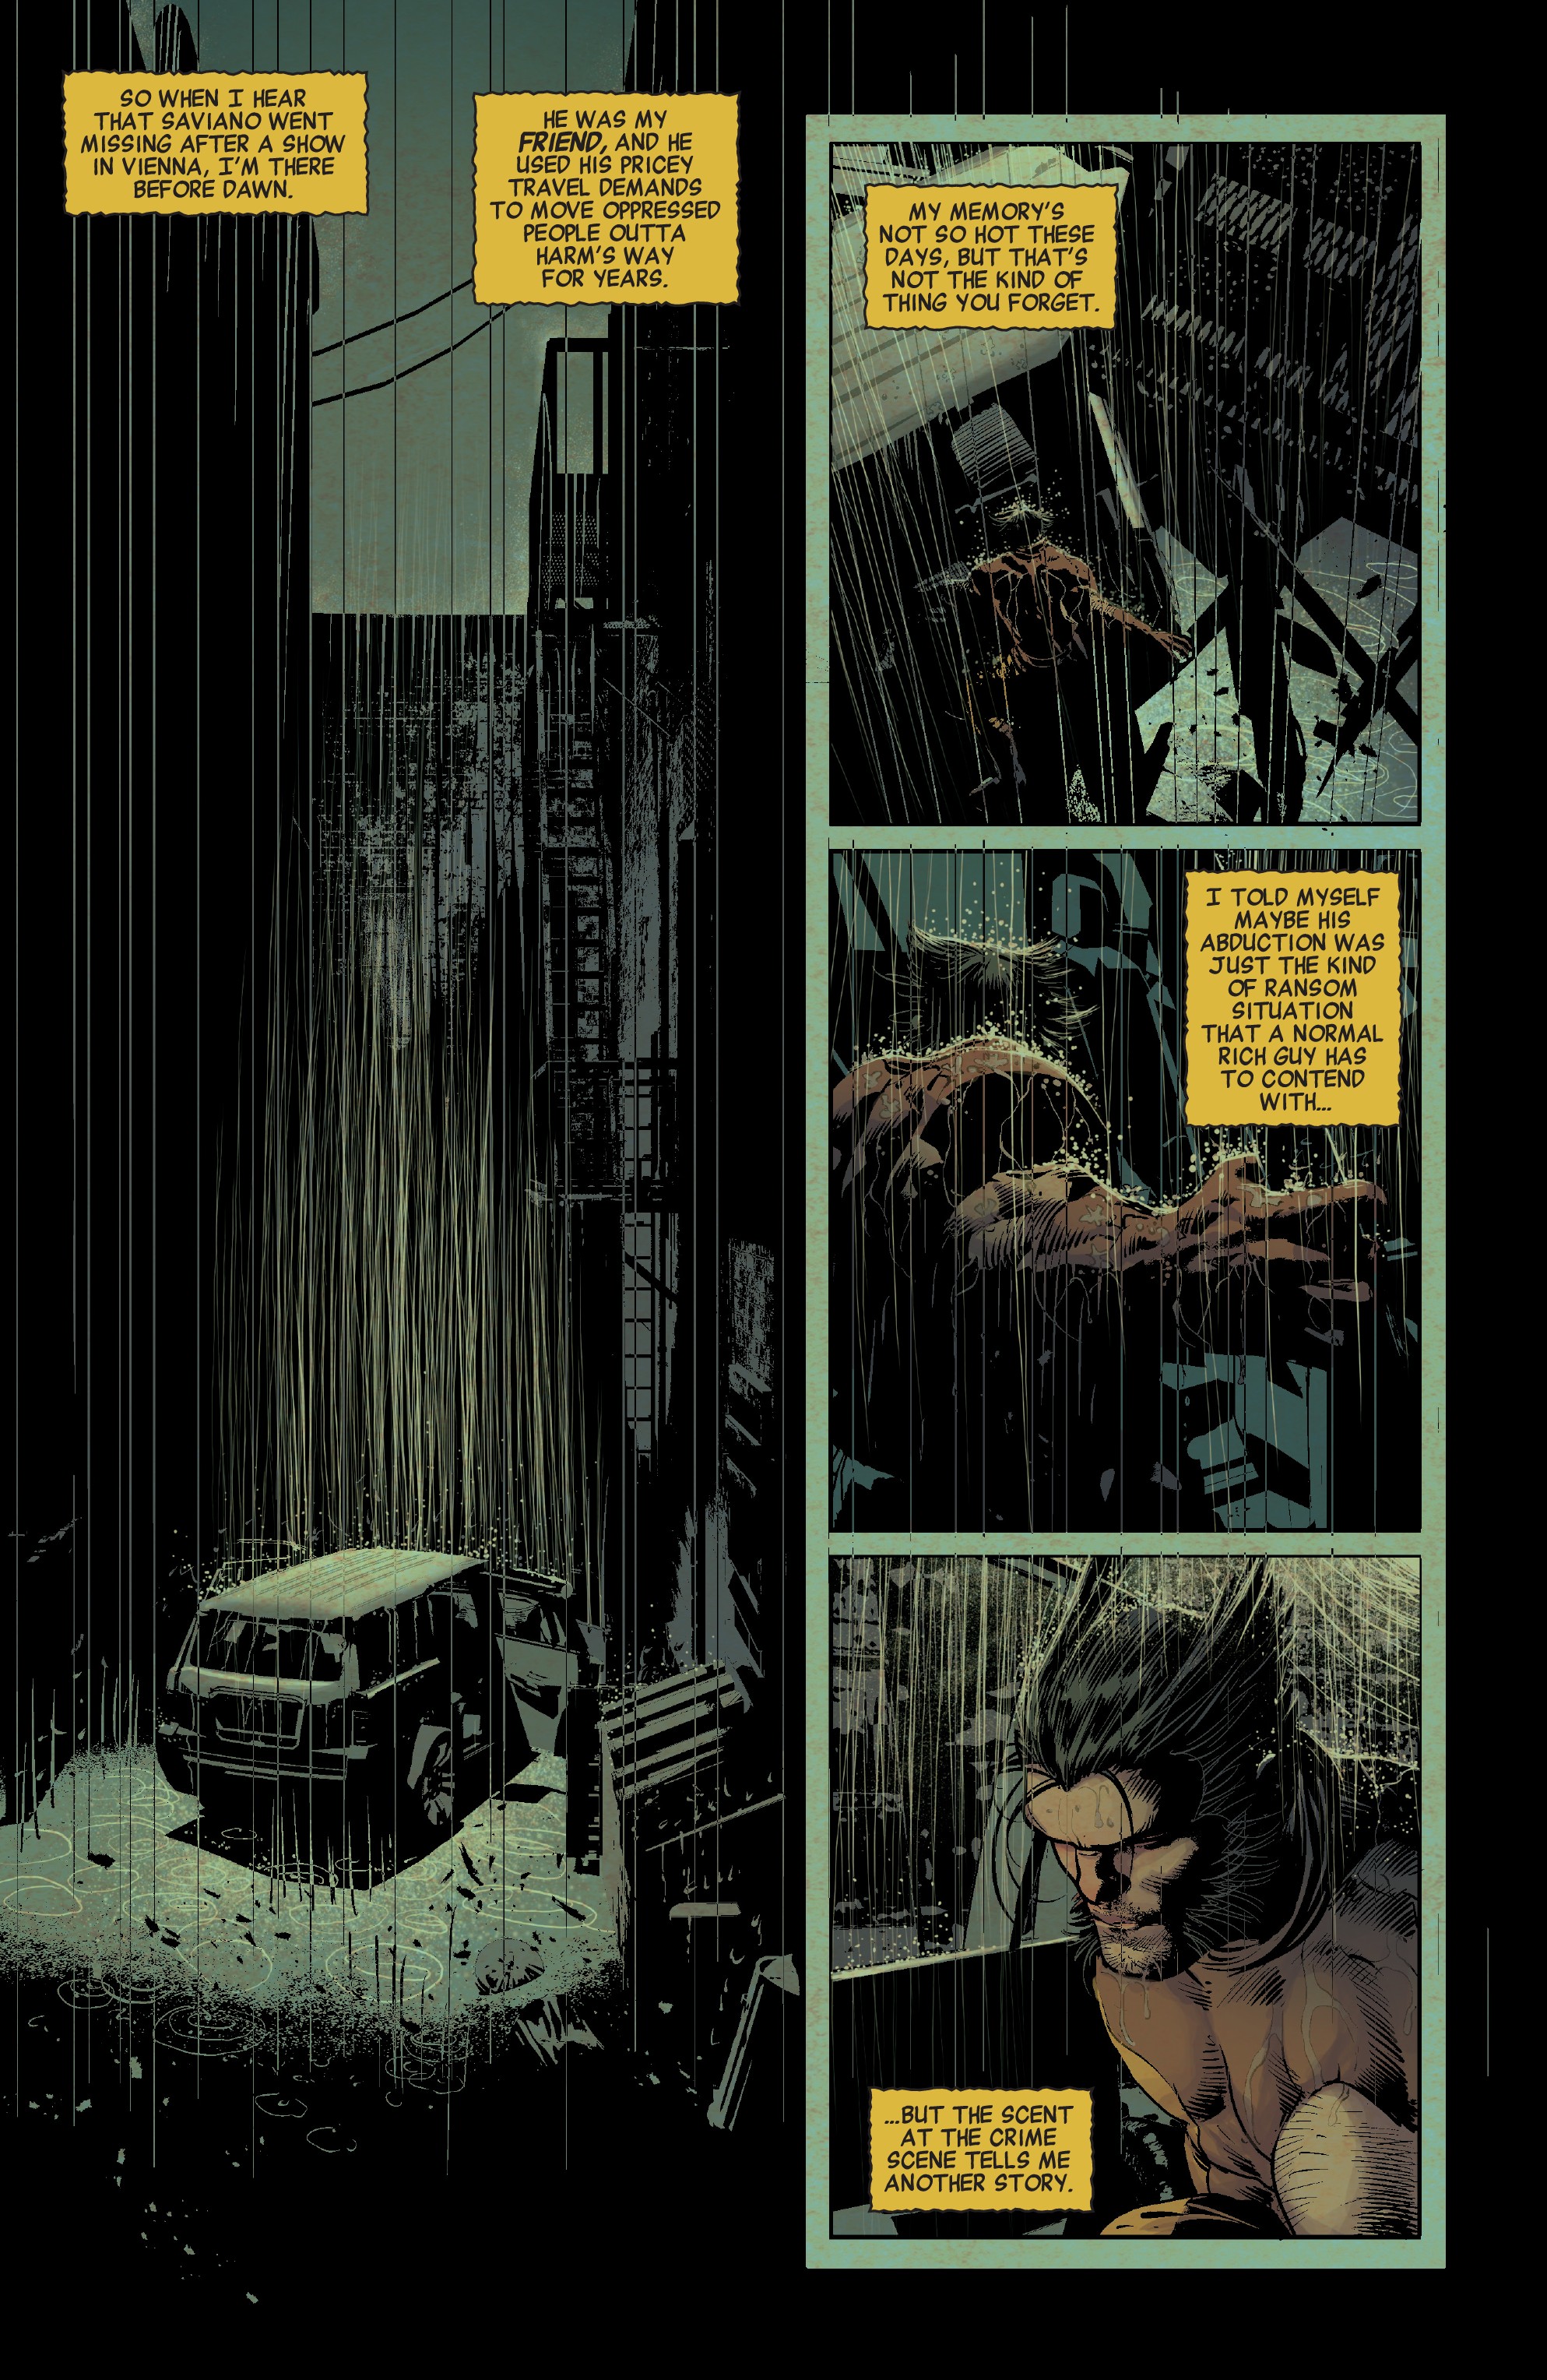 SO WHEN I HEAR
THAT SAVIANO WENT
MISSING AFTER A SHOW
IN VIENNA, I'M THERE
BEFORE DAWN.
HE WAS MY
FRIEND, AND HE
USED HIS PRICEY
TRAVEL DEMANDS
TO MOVE OPPRESSED
PEOPLE OUTTA
HARM'S WAY
FOR YEARS.
MY MEMORY'S
NOT SO HOT THESE
DAYS, BUT THAT'S
NOT THE KIND OF
THING YOU FORGET.
I TOLD MYSELF
MAYBE HIS
ABDUCTION WAS
JUST THE KIND
OF RANSOM
SITUATION
THAT A NORMAL
RICH GUY HAS
TO CONTEND
WITH...
...BUT THE SCENT
AT THE CRIME
SCENE TELLS ME
ANOTHER STORY.